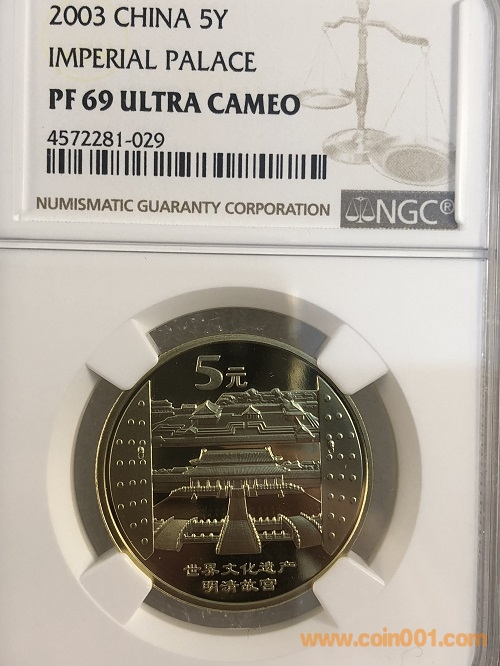 2003 CHINA 5Y
IMPERIAL PALACE
PF 69 ULTRA CAMEO
4572281-029
NUMISMATIC GUARANTY CORPORATION
NGC®
5元
世界文化遗产
明清故宫
www.coin001.com